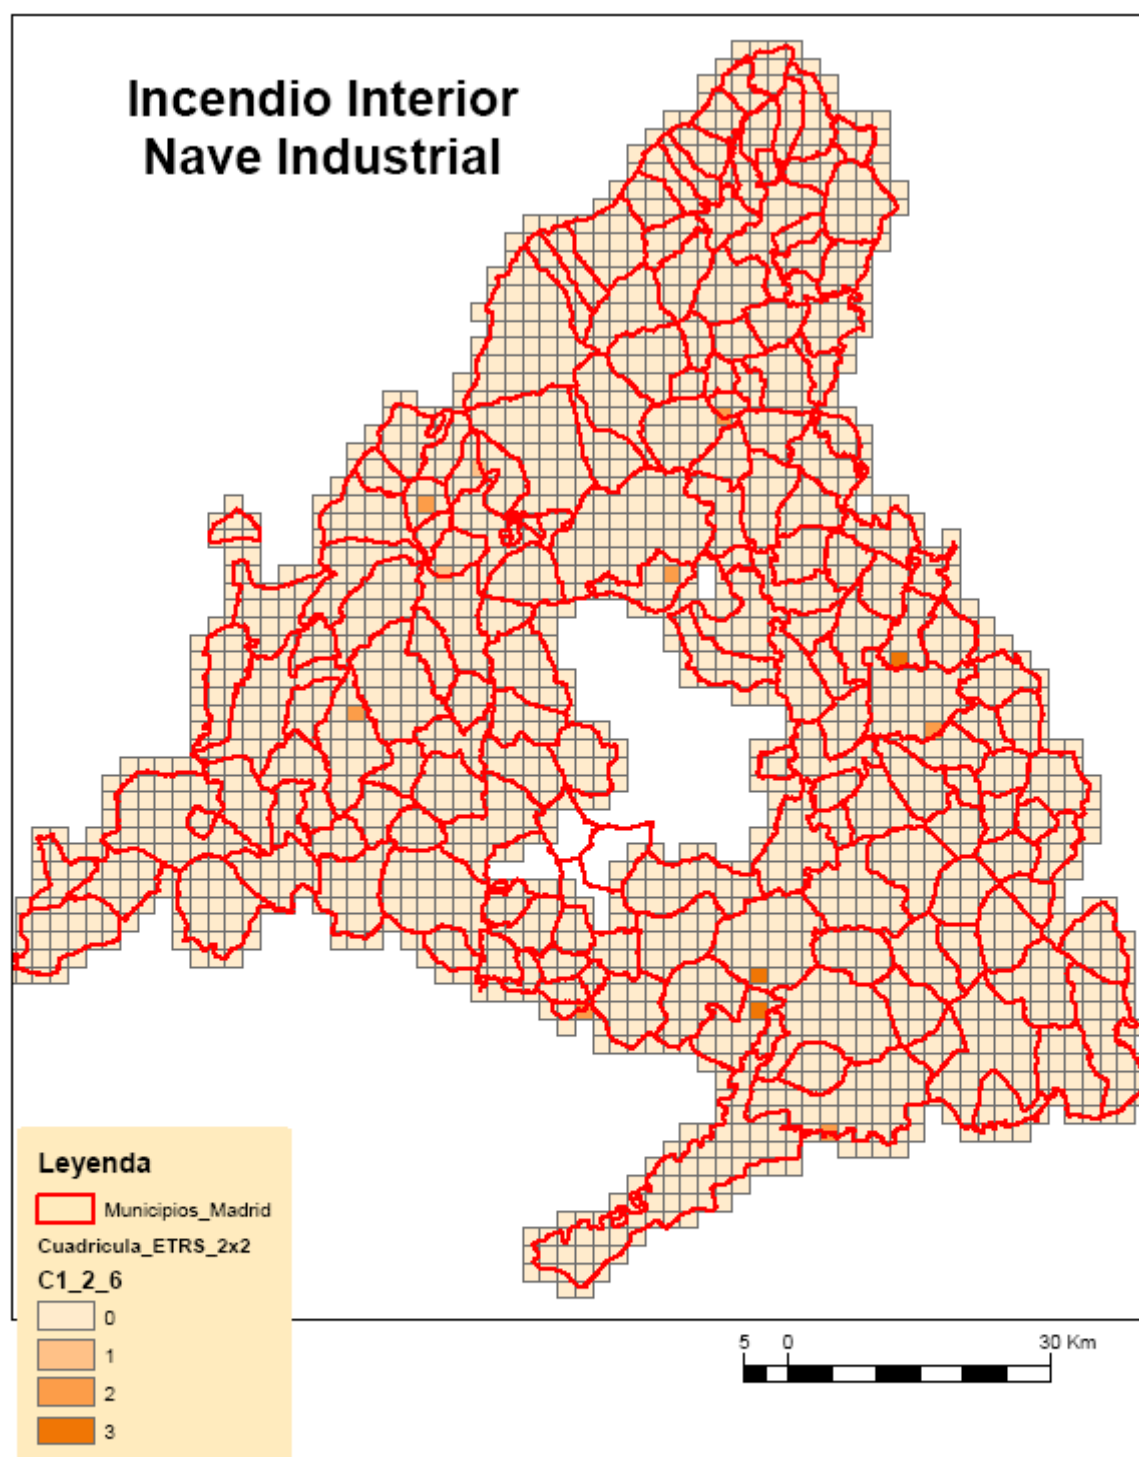 Incendio Interior
Nave Industrial
Leyenda
Municipios_Madrid
Cuadricula_ETRS_2x2
C1_2_6
0
1
2
3
5 0 30 Km